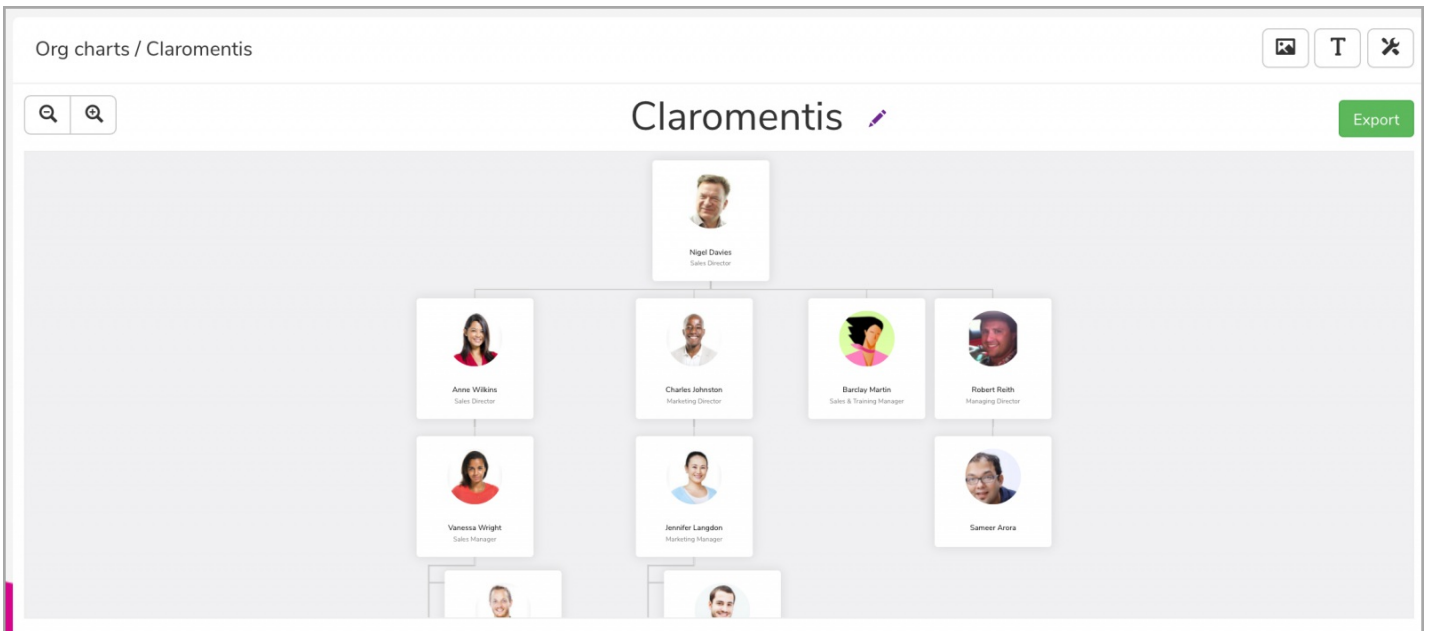 Org charts / Claromentis
T
Claromentis
Export
Nigel Davies
Sales Director
Anne Wilkins
Sales Director
Charles Johnston
Marketing Director
Barclay Martin
Sales & Training Manager
Robert Reith
Managing Director
Vanessa Wright
Sales Manager
Jennifer Langdon
Marketing Manager
Sameer Arora